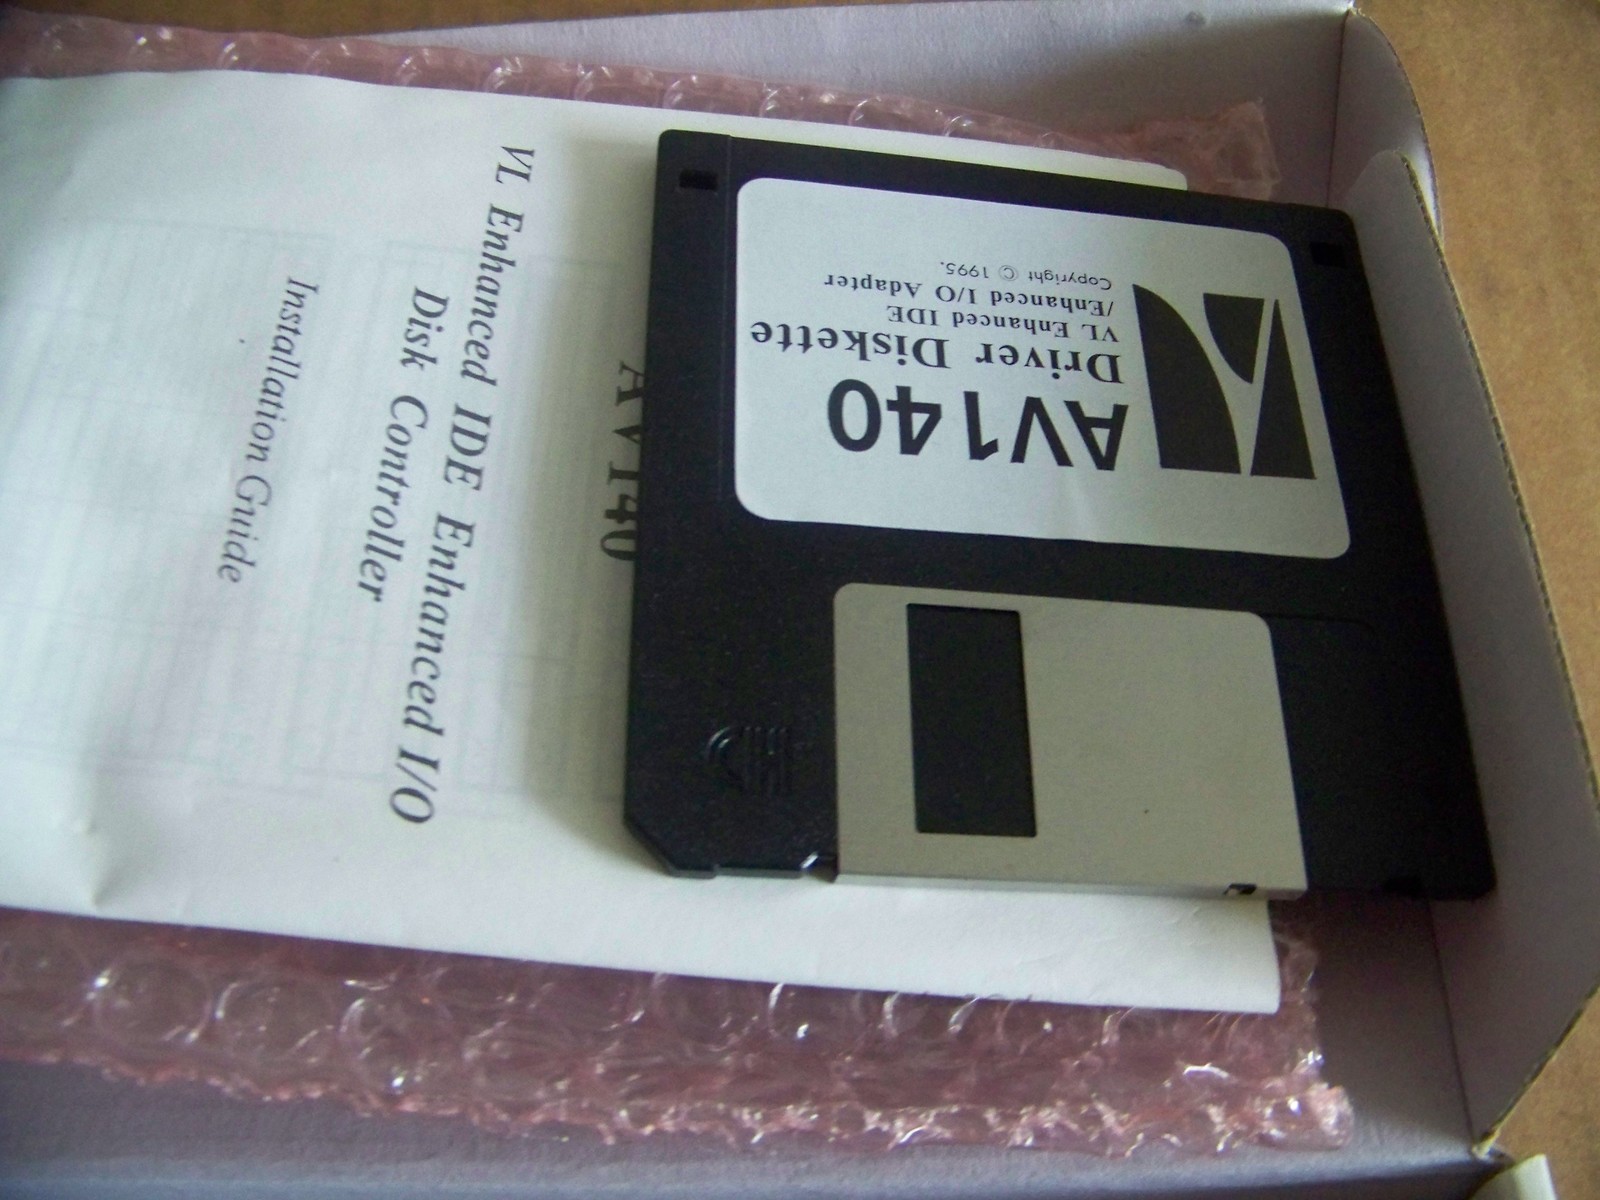 AV140
Driver Diskette
VL Enhanced IDE
/Enhanced I/O Adapter
Copyright © 1995.
AV140
VL Enhanced IDE Enhanced I/O
Disk Controller
Installation Guide
HD